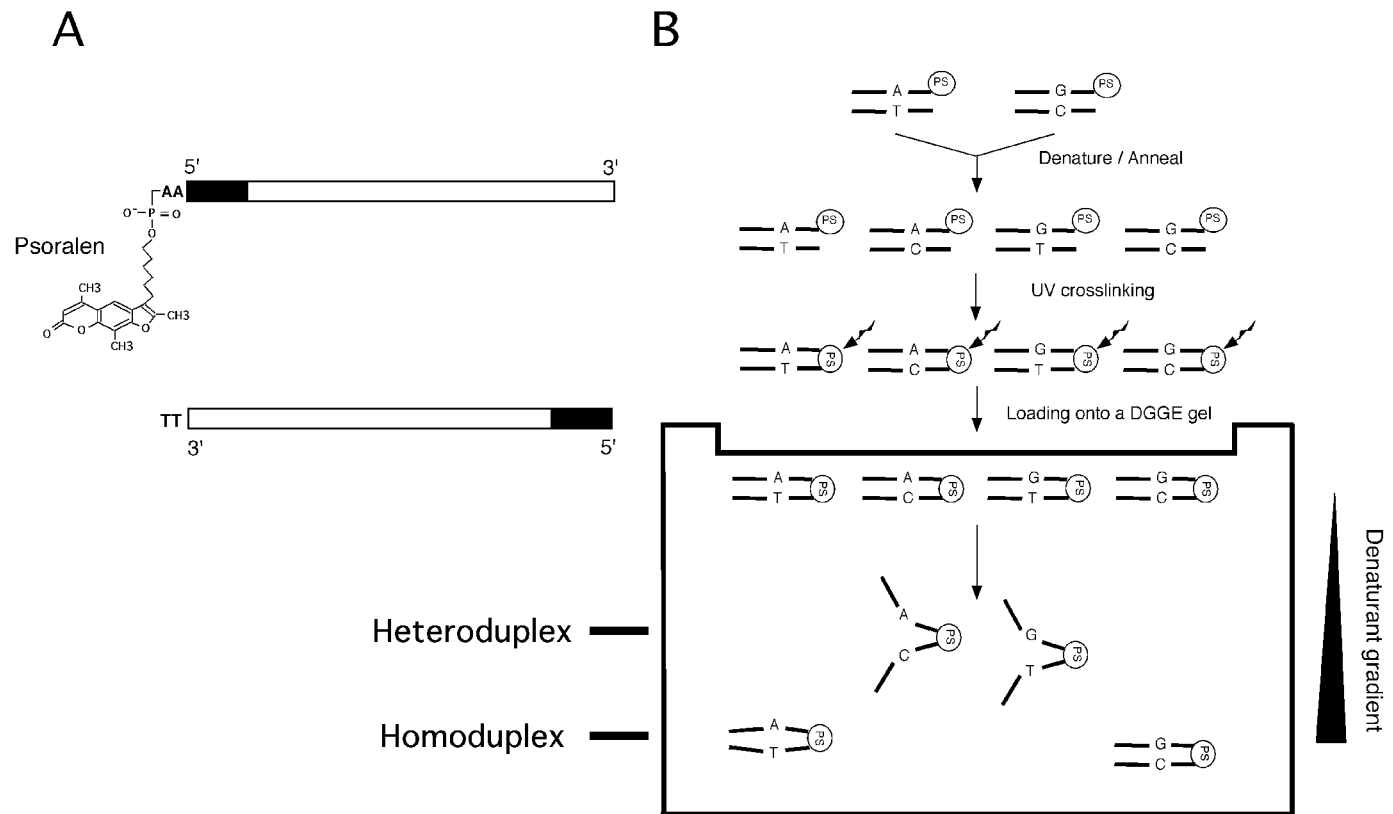 A
5'
3'
AA
O⁻ P = O
O
Psoralen
CH3
CH3
O
O
O
CH3
TT
3'
5'
B
A PS G PS
T C
Denature / Anneal
A PS A PS G PS G PS
T C T C
UV crosslinking
A PS A PS G PS G PS
T C T C
Loading onto a DGGE gel
A PS A PS G PS G PS
T C T C
A PS G PS
C T
Heteroduplex
Homoduplex
A PS G PS
T C
Denaturant gradient